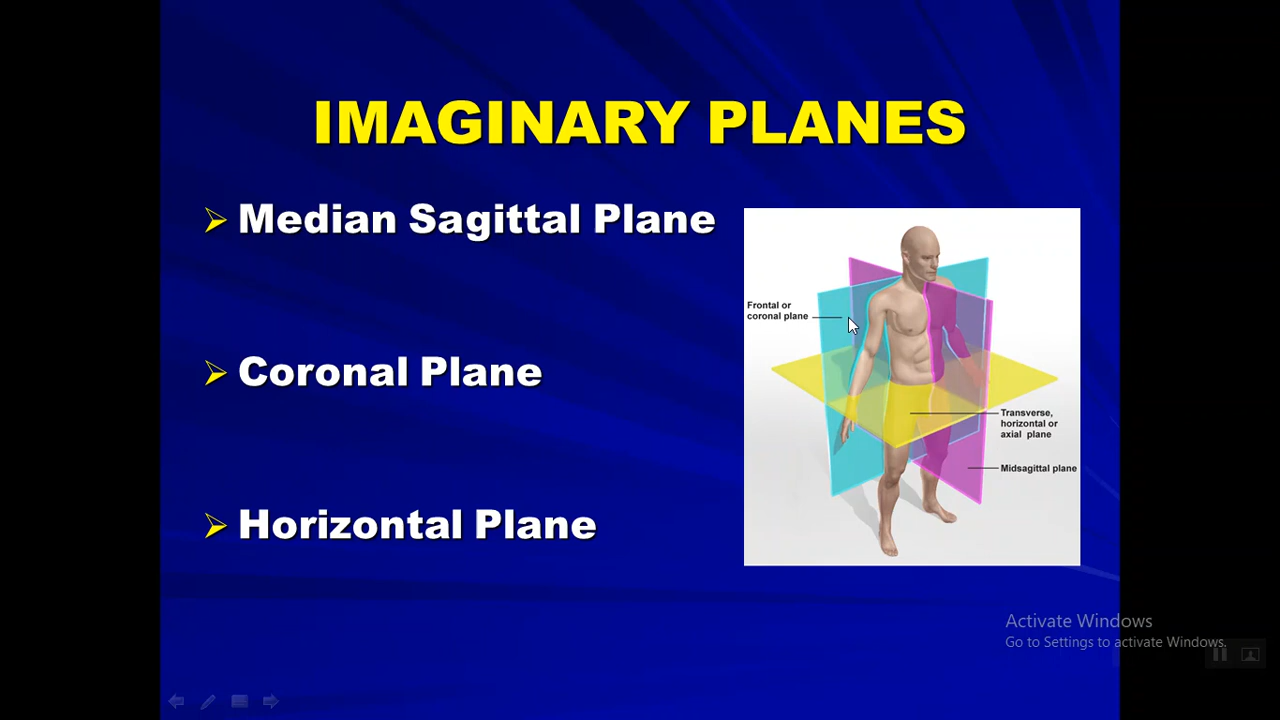 IMAGINARY PLANES
Median Sagittal Plane
Coronal Plane
Horizontal Plane
Frontal or
coronal plane
Transverse,
horizontal or
axial plane
Midsagittal plane
Activate Windows
Go to Settings to activate Windows.